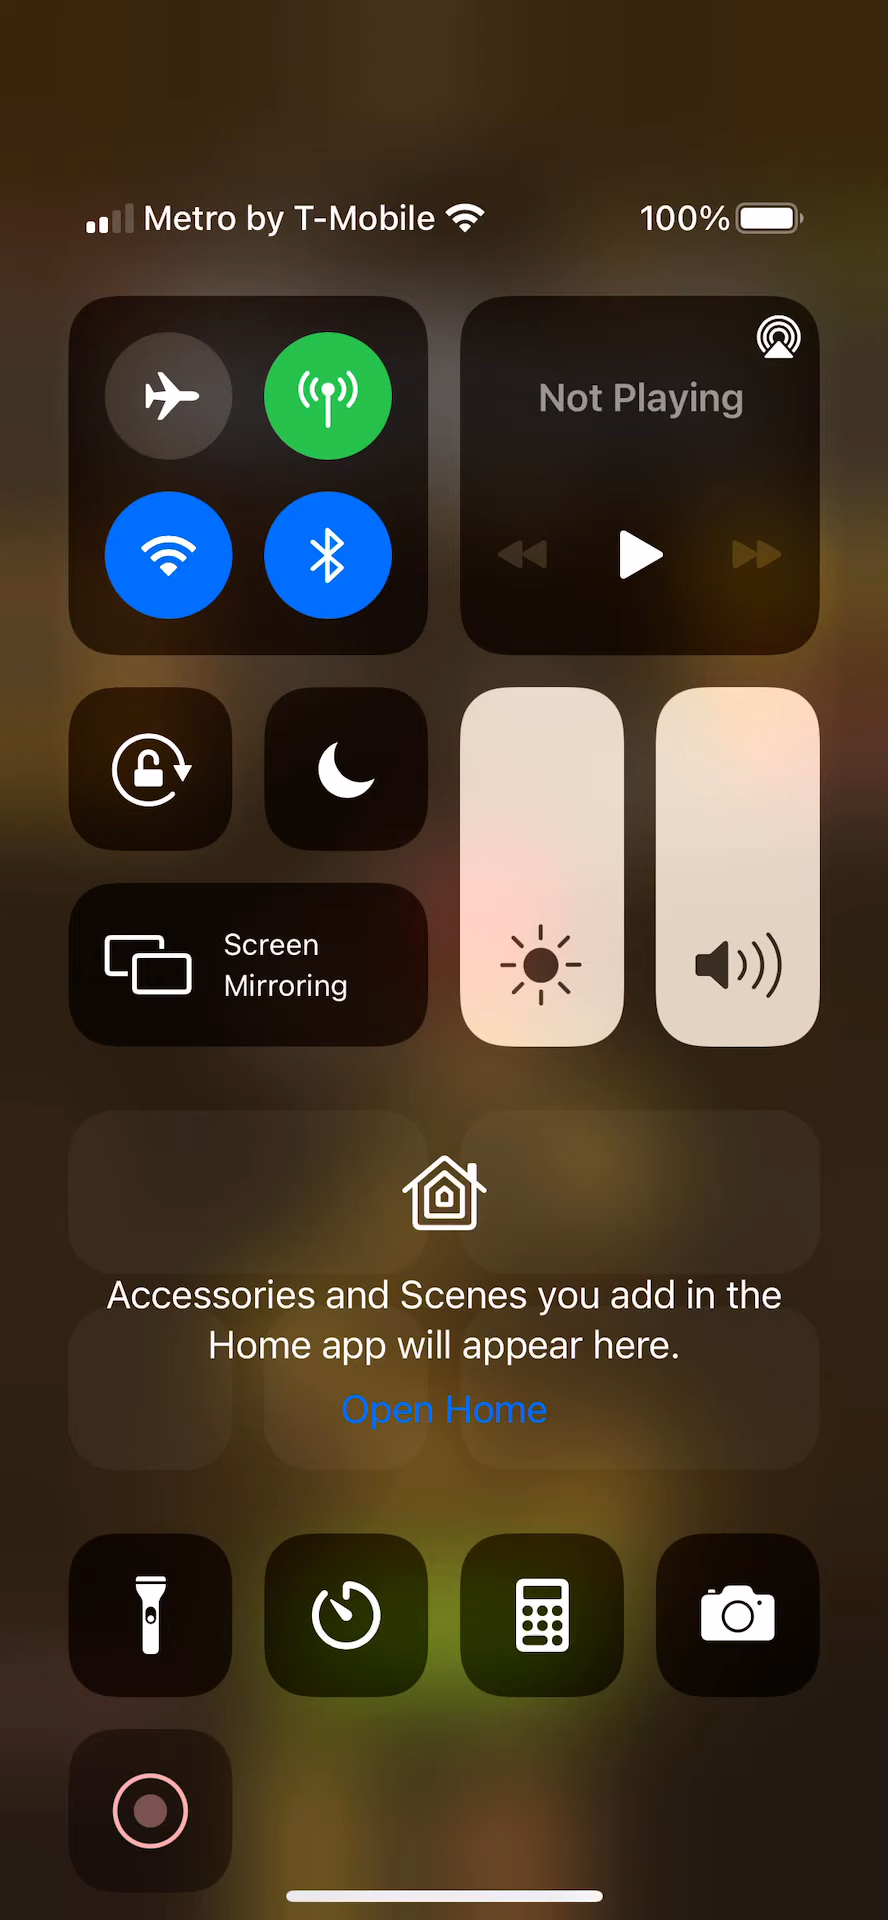 Metro by T-Mobile
100%
Not Playing
Screen
Mirroring
Accessories and Scenes you add in the
Home app will appear here.
Open Home